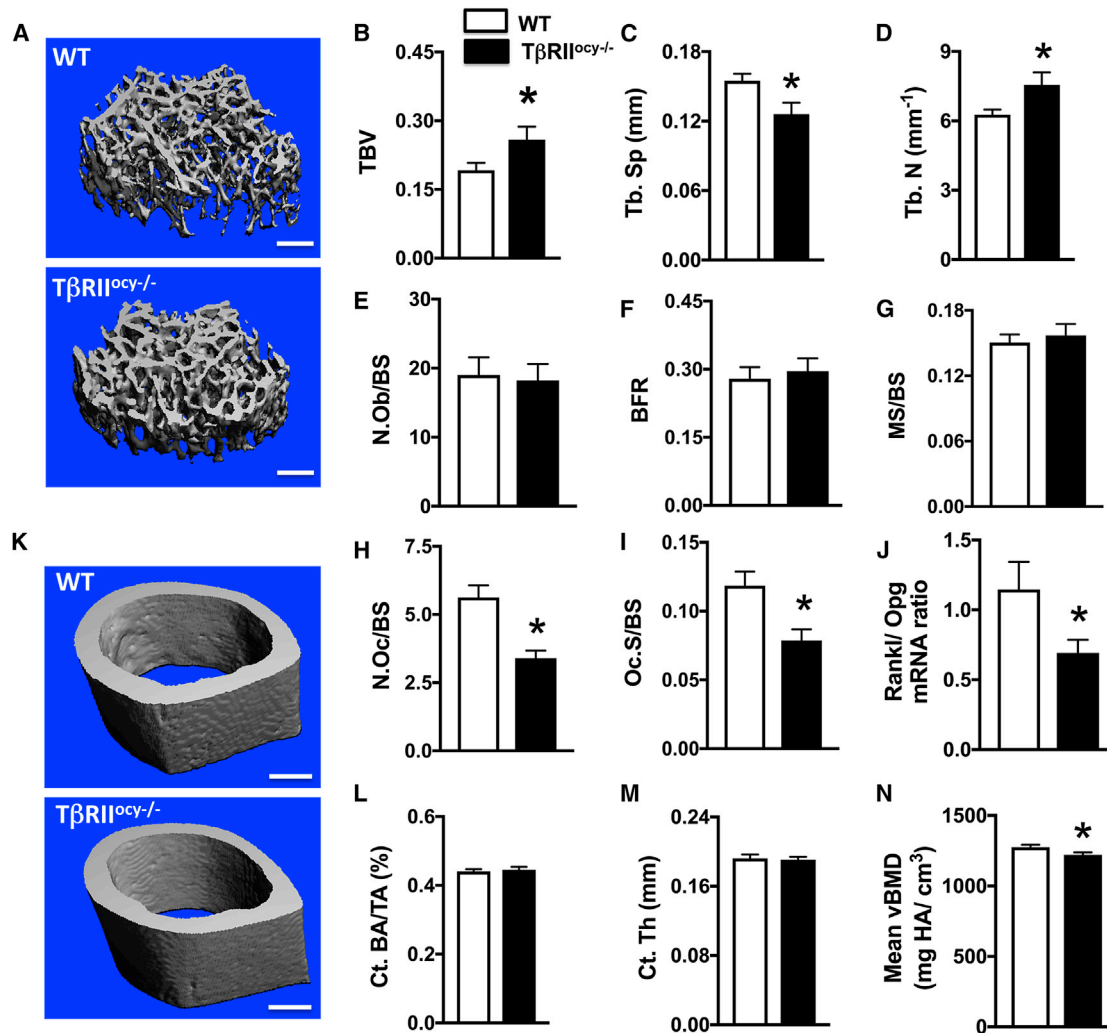 A
WT
TβRIIocy-/-
B
WT
TβRIIocy-/-
0.45
0.30
0.15
0.00
TBV
*
C
0.18
0.12
0.06
0.00
Tb. Sp (mm)
*
D
9
6
3
0
Tb. N (mm-1)
*
E
30
20
10
0
N.Ob/BS
F
0.45
0.30
0.15
0.00
BFR
G
0.18
0.12
0.06
0.00
MS/BS
K
WT
TβRIIocy-/-
H
7.5
5.0
2.5
0.0
N.Oc/BS
*
I
0.15
0.10
0.05
0.00
Oc.S/BS
*
J
1.5
1.0
0.5
0.0
Rankl/ Opg
mRNA ratio
*
L
0.6
0.4
0.2
0.0
Ct. BA/TA (%)
M
0.24
0.16
0.08
0.00
Ct. Th (mm)
N
1500
1000
500
0
Mean vBMD
(mg HA/ cm3)
*